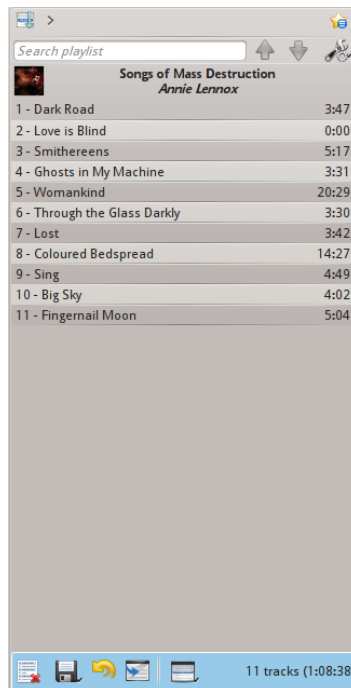 >
Search playlist
Songs of Mass Destruction
Annie Lennox
1 - Dark Road 3:47
2 - Love is Blind 0:00
3 - Smithereens 5:17
4 - Ghosts in My Machine 3:31
5 - Womankind 20:29
6 - Through the Glass Darkly 3:30
7 - Lost 3:42
8 - Coloured Bedspread 14:27
9 - Sing 4:49
10 - Big Sky 4:02
11 - Fingernail Moon 5:04
11 tracks (1:08:38